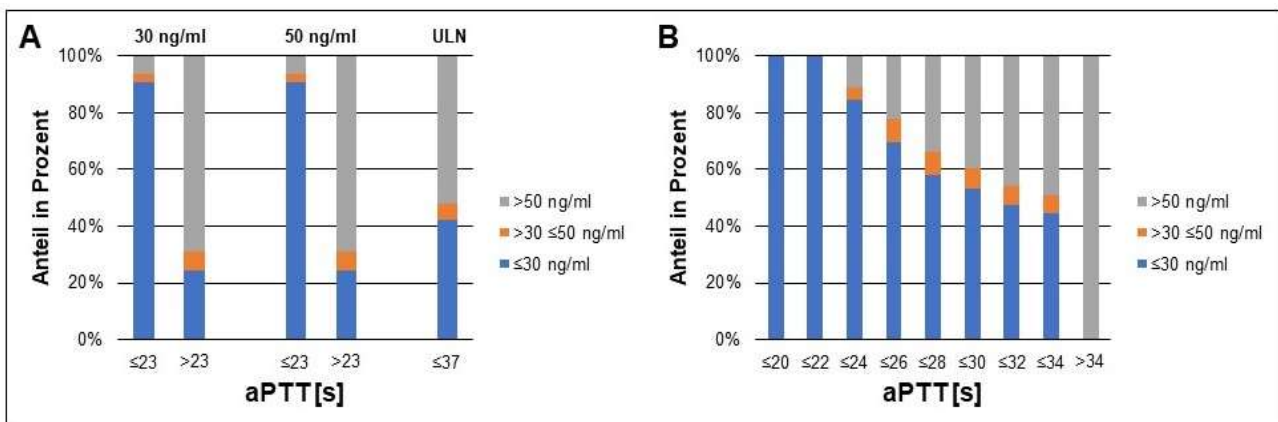 A
30 ng/ml 50 ng/ml ULN
100%
80%
60%
40%
20%
0%
Anteil in Prozent
≤23 >23 ≤23 >23 ≤37
aPTT[s]
>50 ng/ml
>30 ≤50 ng/ml
≤30 ng/ml
B
100%
80%
60%
40%
20%
0%
Anteil in Prozent
≤20 ≤22 ≤24 ≤26 ≤28 ≤30 ≤32 ≤34 >34
aPTT[s]
>50 ng/ml
>30 ≤50 ng/ml
≤30 ng/ml